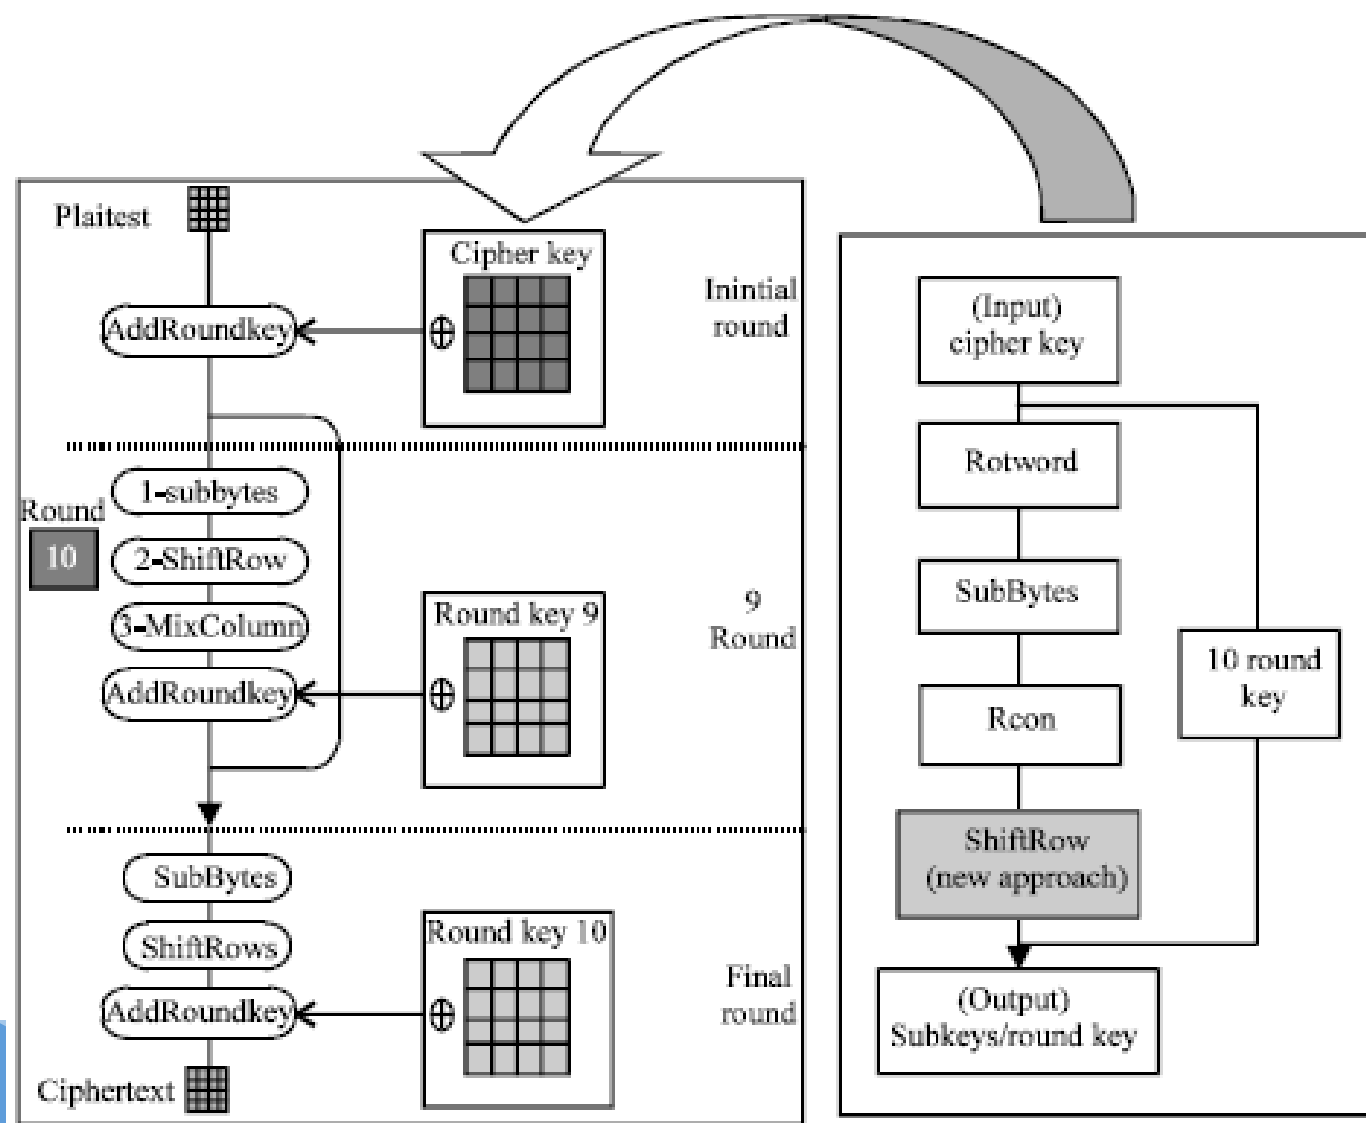 Plaitest
Cipher key
AddRoundkey
Inintial
round
1-subbytes
Round
10
2-ShiftRow
3-MixColumn
AddRoundkey
Round key 9
9
Round
SubBytes
ShiftRows
AddRoundkey
Round key 10
Final
round
Ciphertext
(Input)
cipher key
Rotword
SubBytes
Rcon
10 round
key
ShiftRow
(new approach)
(Output)
Subkeys/round key